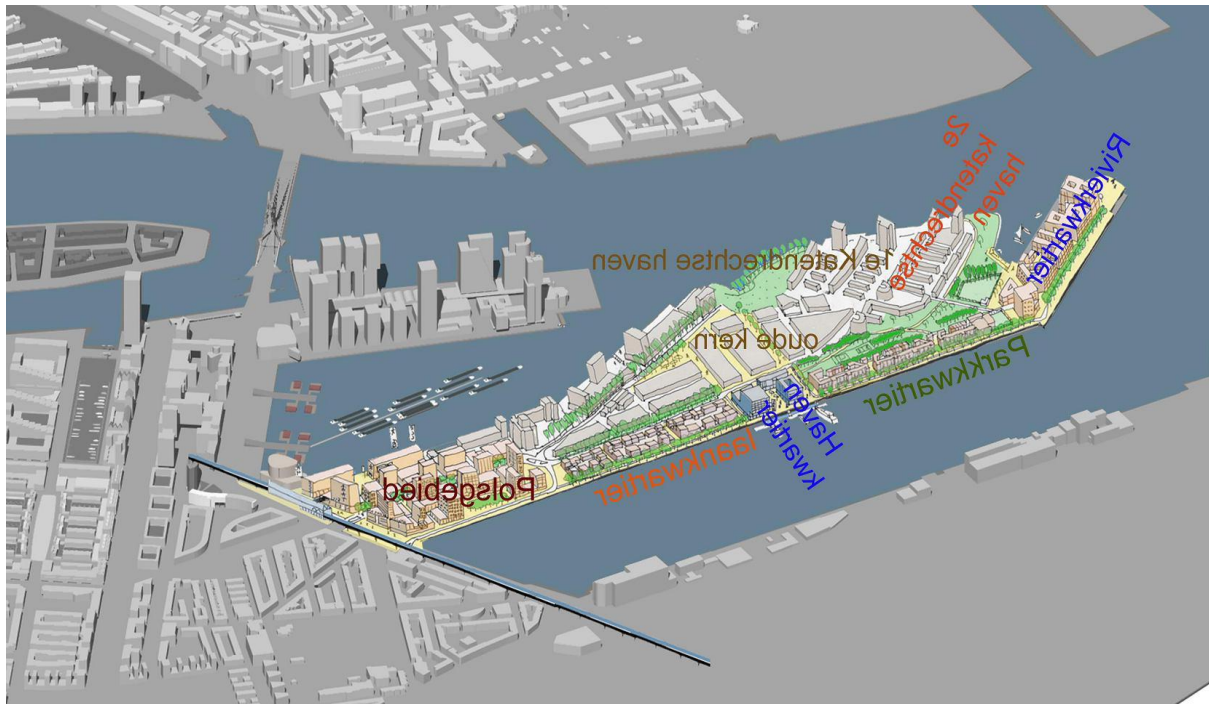 2e
katendrechtse
haven
Rivierkwartier
1e Katendrechtse haven
oude kern
Parkkwartier
Haven
kwartier
laankwartier
Polsgebied